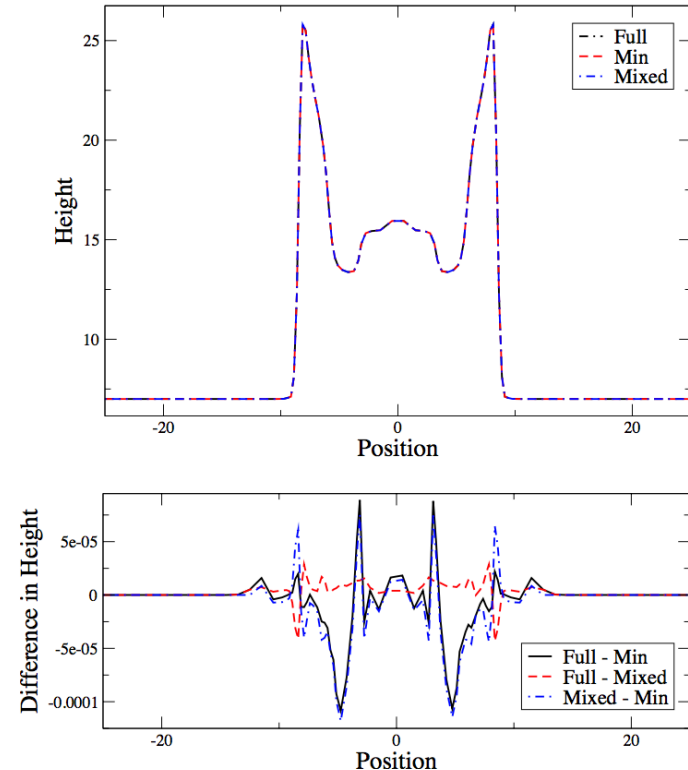 25
20
15
10
Height
Full
Min
Mixed
-20 0 20
Position
5e-05
0
-5e-05
-0.0001
Difference in Height
Full - Min
Full - Mixed
Mixed - Min
-20 0 20
Position